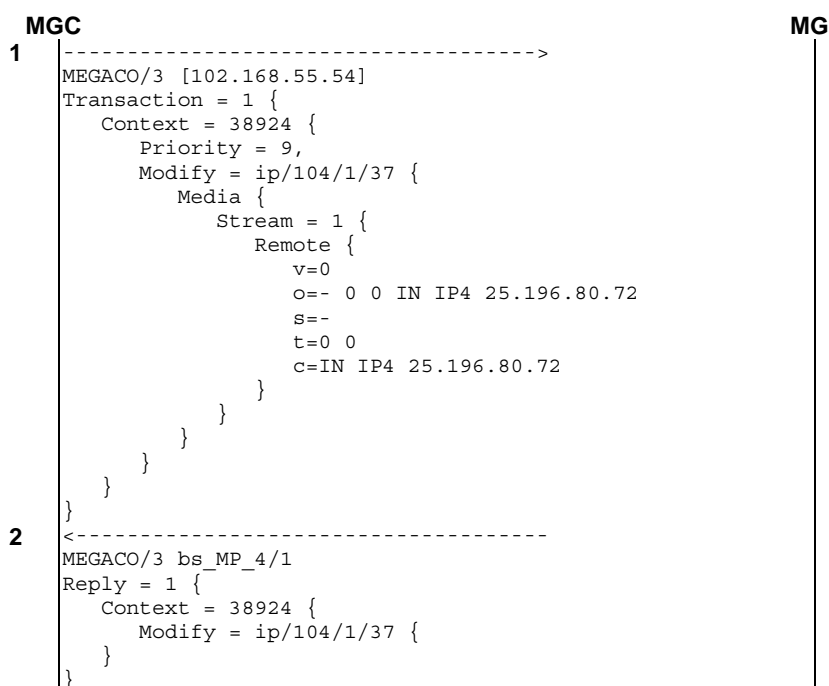 MGC MG
1 ------------------------------------->
MEGACO/3 [102.168.55.54]
Transaction = 1 {
   Context = 38924 {
      Priority = 9,
      Modify = ip/104/1/37 {
         Media {
            Stream = 1 {
               Remote {
                  v=0
                  o=- 0 0 IN IP4 25.196.80.72
                  s=-
                  t=0 0
                  c=IN IP4 25.196.80.72
               }
            }
         }
      }
   }
}
2 <-------------------------------------
MEGACO/3 bs_MP_4/1
Reply = 1 {
   Context = 38924 {
      Modify = ip/104/1/37 {
   }
}